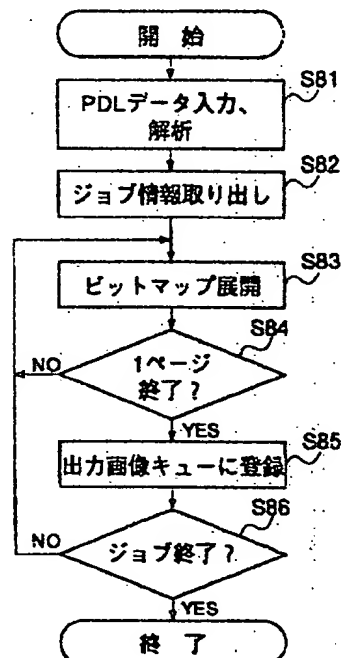 開 始
S81
PDLデータ入力、
解析
S82
ジョブ情報取り出し
S83
ビットマップ展開
S84
1ページ
終了?
NO
YES
S85
出力画像キューに登録
S86
ジョブ終了?
NO
YES
終 了